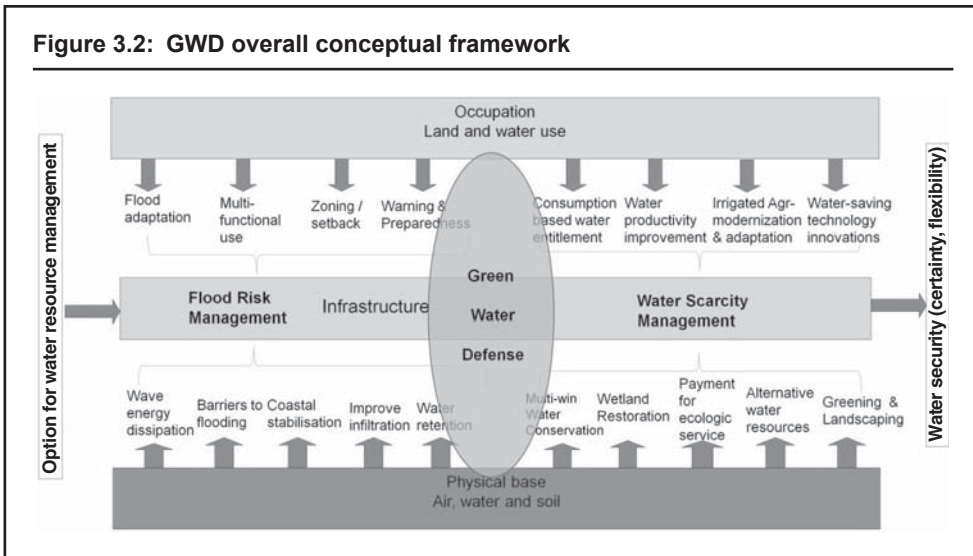 Figure 3.2: GWD overall conceptual framework
Occupation
Land and water use
Option for water resource management
Flood
adaptation
Multi-
functional
use
Zoning /
setback
Warning &
Preparedness
Consumption
based water
entitlement
Water
productivity
improvement
Irrigated Agr-
modernization
& adaptation
Water-saving
technology
innovations
Flood Risk
Management
Infrastructure
Green
Water
Defense
Water Scarcity
Management
Wave
energy
dissipation
Barriers to
flooding
Coastal
stabilisation
Improve
infiltration
Water
retention
Multi-win
Water
Conservation
Wetland
Restoration
Payment
for
ecologic
service
Alternative
water
resources
Greening &
Landscaping
Physical base
Air, water and soil
Water security (certainty, flexibility)